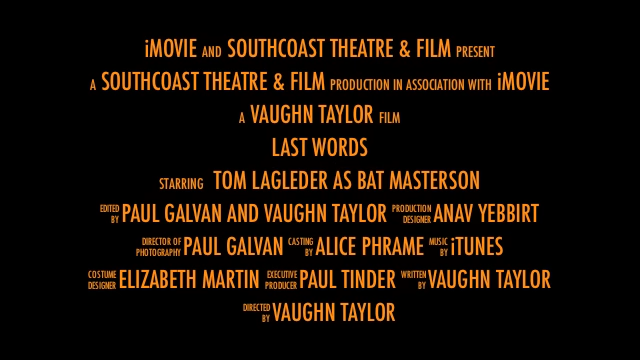 iMOVIE AND SOUTHCOAST THEATRE & FILM PRESENT
A SOUTHCOAST THEATRE & FILM PRODUCTION IN ASSOCIATION WITH iMOVIE
A VAUGHN TAYLOR FILM
LAST WORDS
STARRING TOM LAGLEDER AS BAT MASTERSON
EDITED BY PAUL GALVAN AND VAUGHN TAYLOR PRODUCTION DESIGNER ANAV YEBBIRT
DIRECTOR OF PHOTOGRAPHY PAUL GALVAN CASTING BY ALICE PHRAME MUSIC BY iTUNES
COSTUME DESIGNER ELIZABETH MARTIN EXECUTIVE PRODUCER PAUL TINDER WRITTEN BY VAUGHN TAYLOR
DIRECTED BY VAUGHN TAYLOR